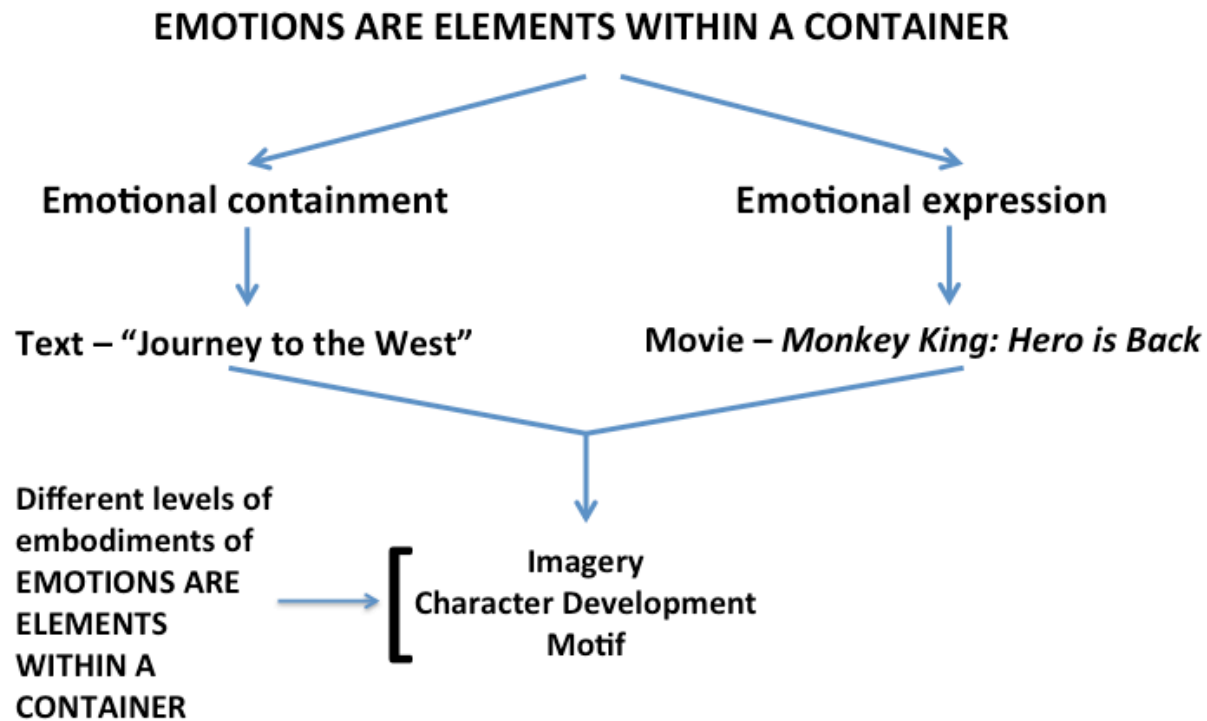 EMOTIONS ARE ELEMENTS WITHIN A CONTAINER
Emotional containment
Emotional expression
Text – “Journey to the West”
Movie – Monkey King: Hero is Back
Different levels of
embodiments of
EMOTIONS ARE
ELEMENTS
WITHIN A
CONTAINER
Imagery
Character Development
Motif